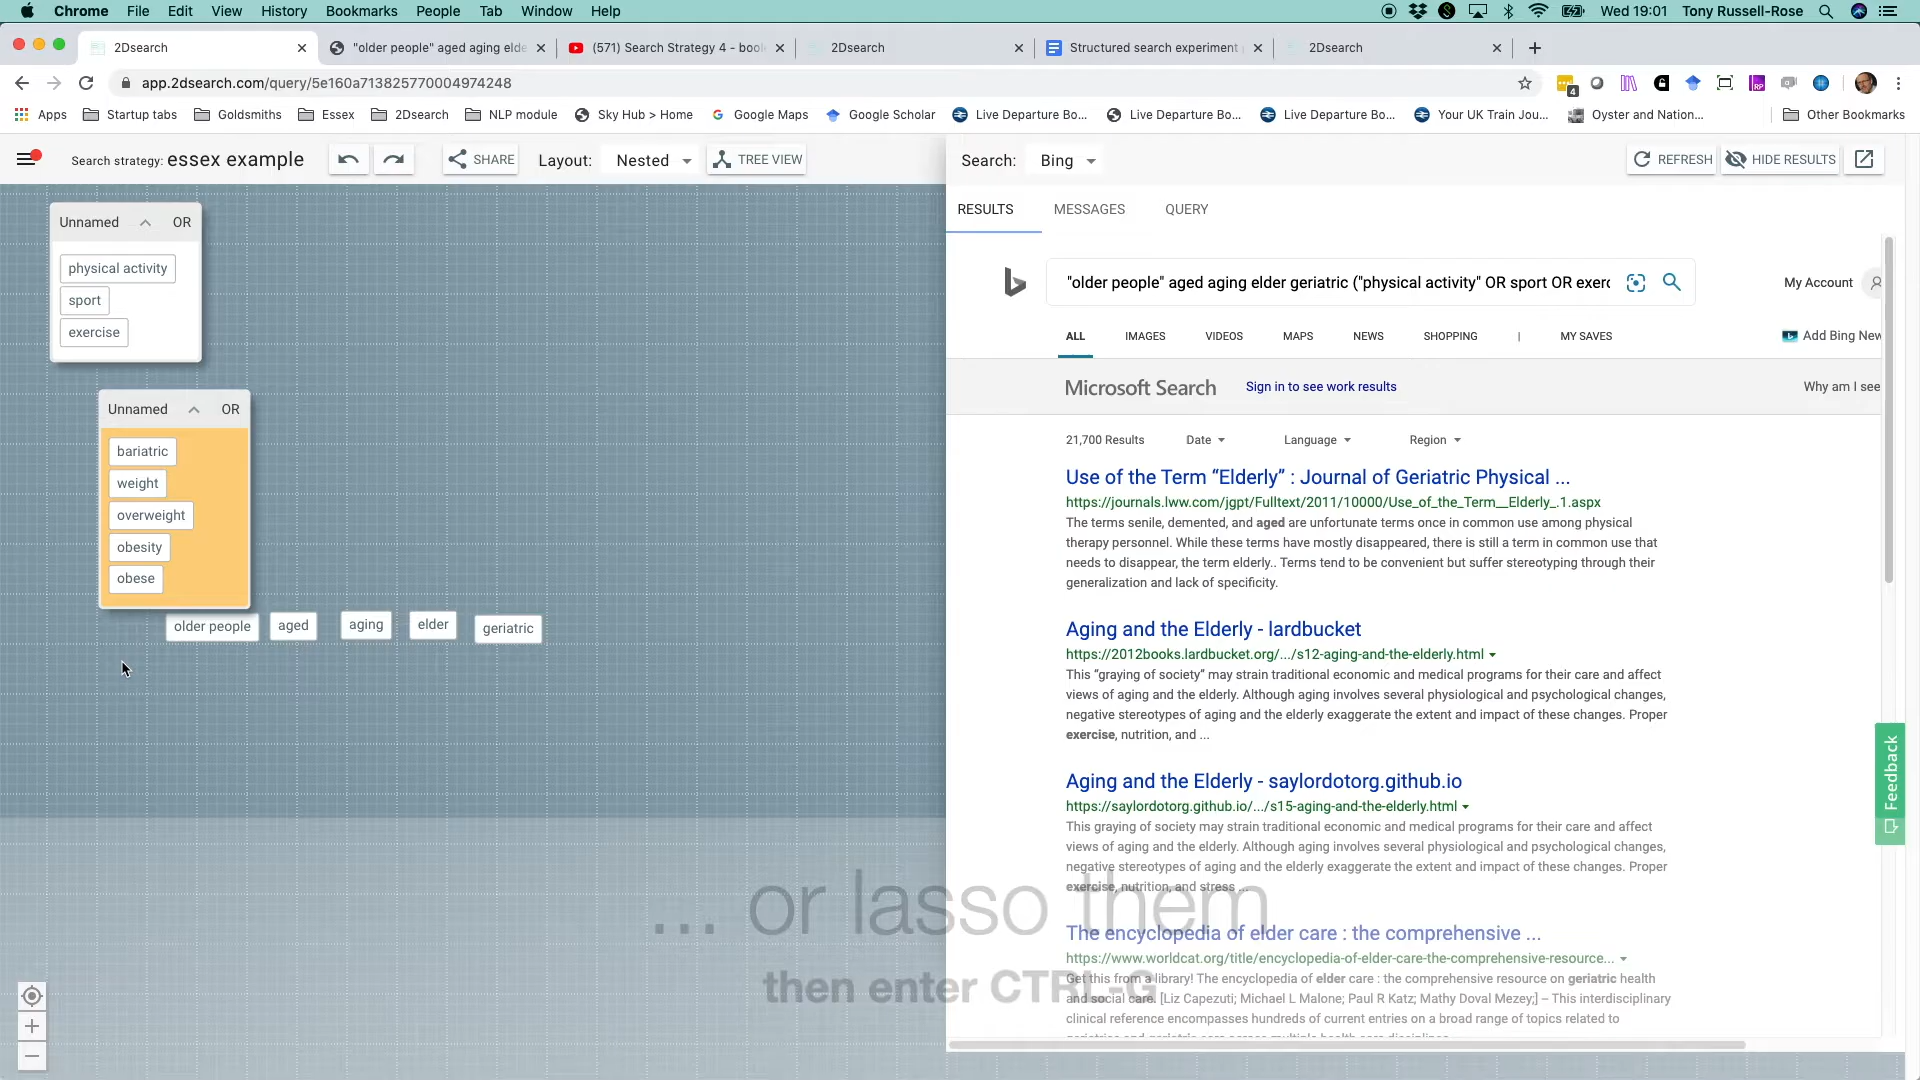 Chrome File Edit View History Bookmarks People Tab Window Help
Wed 19:01 Tony Russell-Rose
2Dsearch
"older people" aged aging elde
(571) Search Strategy 4 - bool
2Dsearch
Structured search experiment
2Dsearch
app.2dsearch.com/query/5e160a713825770004974248
4
RP
Apps
Startup tabs
Goldsmiths
Essex
2Dsearch
NLP module
Sky Hub > Home
Google Maps
Google Scholar
Live Departure Bo...
Live Departure Bo...
Live Departure Bo...
Your UK Train Jou...
Oyster and Nation...
Other Bookmarks
Search strategy: essex example
SHARE
Layout: Nested
TREE VIEW
Search: Bing
REFRESH
HIDE RESULTS
Unnamed OR
physical activity
sport
exercise
Unnamed OR
bariatric
weight
overweight
obesity
obese
older people
aged
aging
elder
geriatric
RESULTS MESSAGES QUERY
"older people" aged aging elder geriatric ("physical activity" OR sport OR exerc
My Account
ALL IMAGES VIDEOS MAPS NEWS SHOPPING | MY SAVES
Add Bing New
Microsoft Search Sign in to see work results
Why am I see
21,700 Results Date Language Region
Use of the Term “Elderly” : Journal of Geriatric Physical ...
https://journals.lww.com/jgpt/Fulltext/2011/10000/Use_of_the_Term__Elderly_.1.aspx
The terms senile, demented, and aged are unfortunate terms once in common use among physical
therapy personnel. While these terms have mostly disappeared, there is still a term in common use that
needs to disappear, the term elderly.. Terms tend to be convenient but suffer stereotyping through their
generalization and lack of specificity.
Aging and the Elderly - lardbucket
https://2012books.lardbucket.org/.../s12-aging-and-the-elderly.html
This “graying of society” may strain traditional economic and medical programs for their care and affect
views of aging and the elderly. Although aging involves several physiological and psychological changes,
negative stereotypes of aging and the elderly exaggerate the extent and impact of these changes. Proper
exercise, nutrition, and ...
Aging and the Elderly - saylordotorg.github.io
https://saylordotorg.github.io/.../s15-aging-and-the-elderly.html
This graying of society may strain traditional economic and medical programs for their care and affect
views of aging and the elderly. Although aging involves several physiological and psychological changes,
negative stereotypes of aging and the elderly exaggerate the extent and impact of these changes. Proper
exercise, nutrition, and stress ...
The encyclopedia of elder care : the comprehensive ...
https://www.worldcat.org/title/encyclopedia-of-elder-care-the-comprehensive-resource...
Get this from a library! The encyclopedia of elder care : the comprehensive resource on geriatric health
and social care. [Liz Capezuti; Michael L Malone; Paul R Katz; Mathy Doval Mezey;] -- This interdisciplinary
clinical reference encompasses hundreds of current entries on a broad range of topics related to
Feedback
... or lasso them
then enter CTRL-G